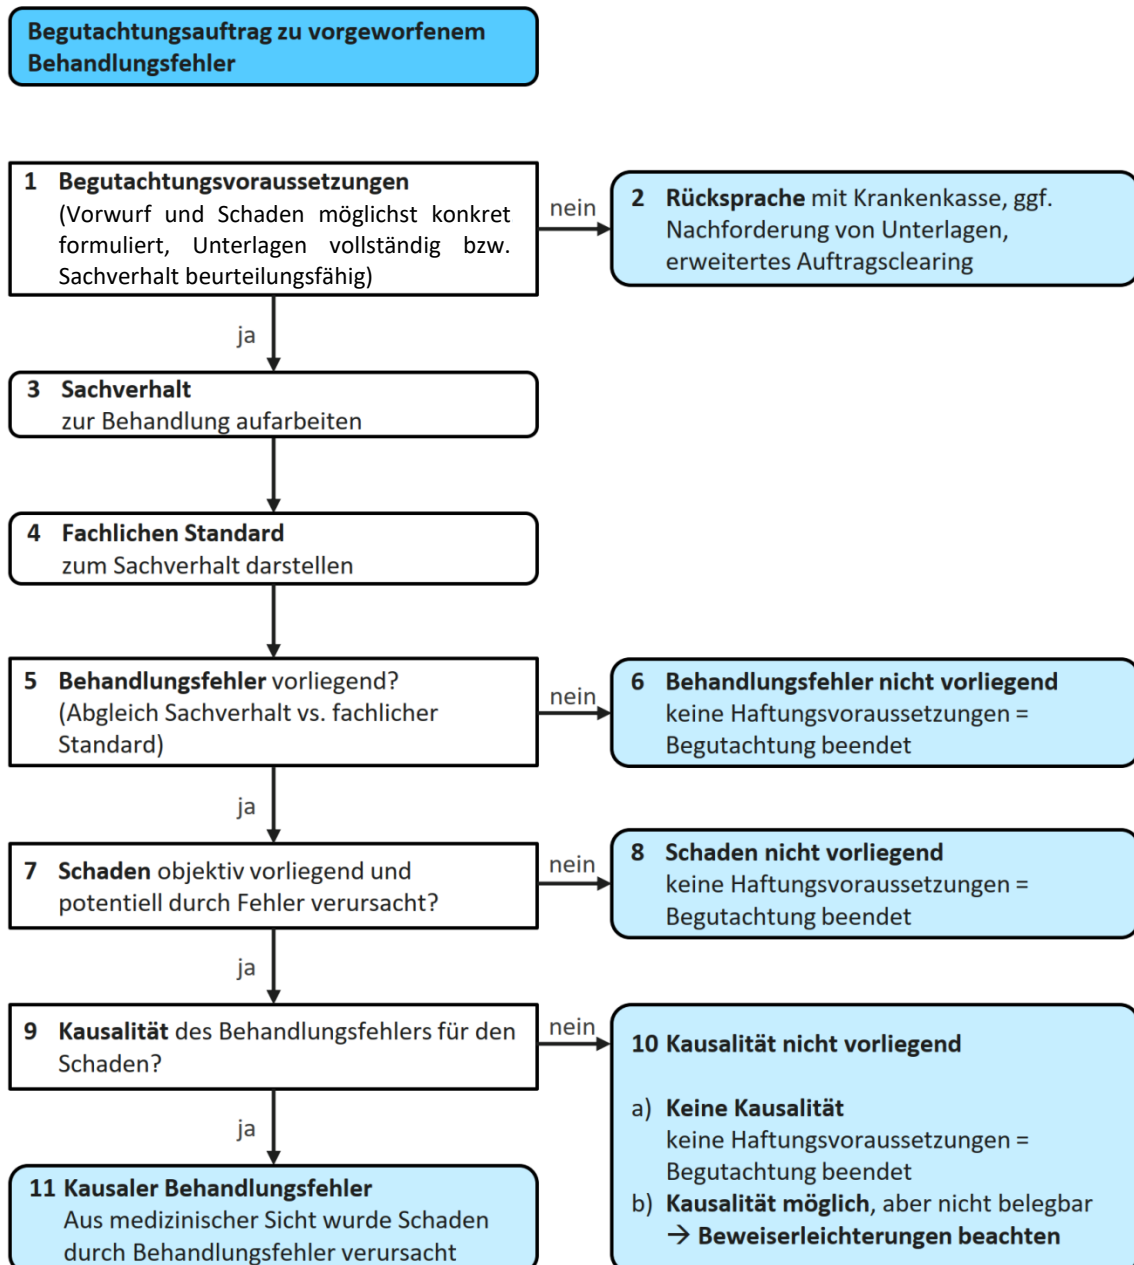 Begutachtungsauftrag zu vorgeworfenem
Behandlungsfehler
1 Begutachtungsvoraussetzungen
(Vorwurf und Schaden möglichst konkret
formuliert, Unterlagen vollständig bzw.
Sachverhalt beurteilungsfähig)
nein
2 Rücksprache mit Krankenkasse, ggf.
Nachforderung von Unterlagen,
erweitertes Auftragsclearing
ja
3 Sachverhalt
zur Behandlung aufarbeiten
4 Fachlichen Standard
zum Sachverhalt darstellen
5 Behandlungsfehler vorliegend?
(Abgleich Sachverhalt vs. fachlicher
Standard)
nein
6 Behandlungsfehler nicht vorliegend
keine Haftungsvoraussetzungen =
Begutachtung beendet
ja
7 Schaden objektiv vorliegend und
potentiell durch Fehler verursacht?
nein
8 Schaden nicht vorliegend
keine Haftungsvoraussetzungen =
Begutachtung beendet
ja
9 Kausalität des Behandlungsfehlers für den
Schaden?
nein
10 Kausalität nicht vorliegend
a) Keine Kausalität
keine Haftungsvoraussetzungen =
Begutachtung beendet
b) Kausalität möglich, aber nicht belegbar
→ Beweiserleichterungen beachten
ja
11 Kausaler Behandlungsfehler
Aus medizinischer Sicht wurde Schaden
durch Behandlungsfehler verursacht